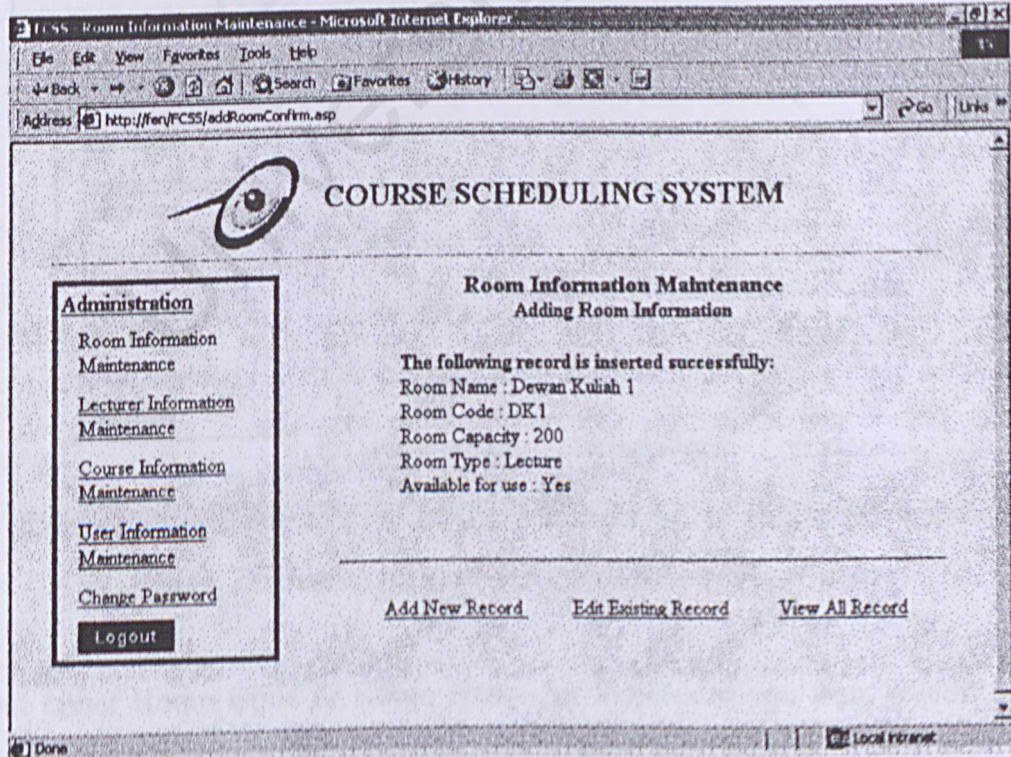 FCSS - Room Information Maintenance - Microsoft Internet Explorer
File Edit View Favorites Tools Help
Back Search Favorites History
Address http://fen/FCSS/addRoomConfirm.asp Go Links
COURSE SCHEDULING SYSTEM
Administration
Room Information
Maintenance
Lecturer Information
Maintenance
Course Information
Maintenance
User Information
Maintenance
Change Password
Logout
Room Information Maintenance
Adding Room Information
The following record is inserted successfully:
Room Name : Dewan Kuliah 1
Room Code : DK1
Room Capacity : 200
Room Type : Lecture
Available for use : Yes
Add New Record Edit Existing Record View All Record
Done Local intranet